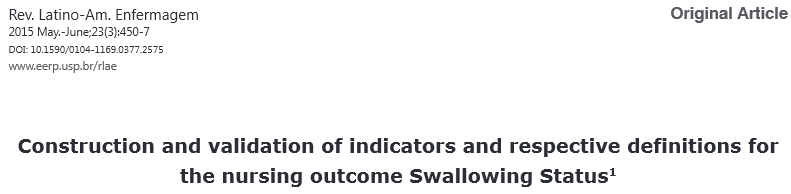 Rev. Latino-Am. Enfermagem
Original Article
2015 May.-June;23(3):450-7
DOI: 10.1590/0104-1169.0377.2575
www.eerp.usp.br/rlae
Construction and validation of indicators and respective definitions for
the nursing outcome Swallowing Status¹